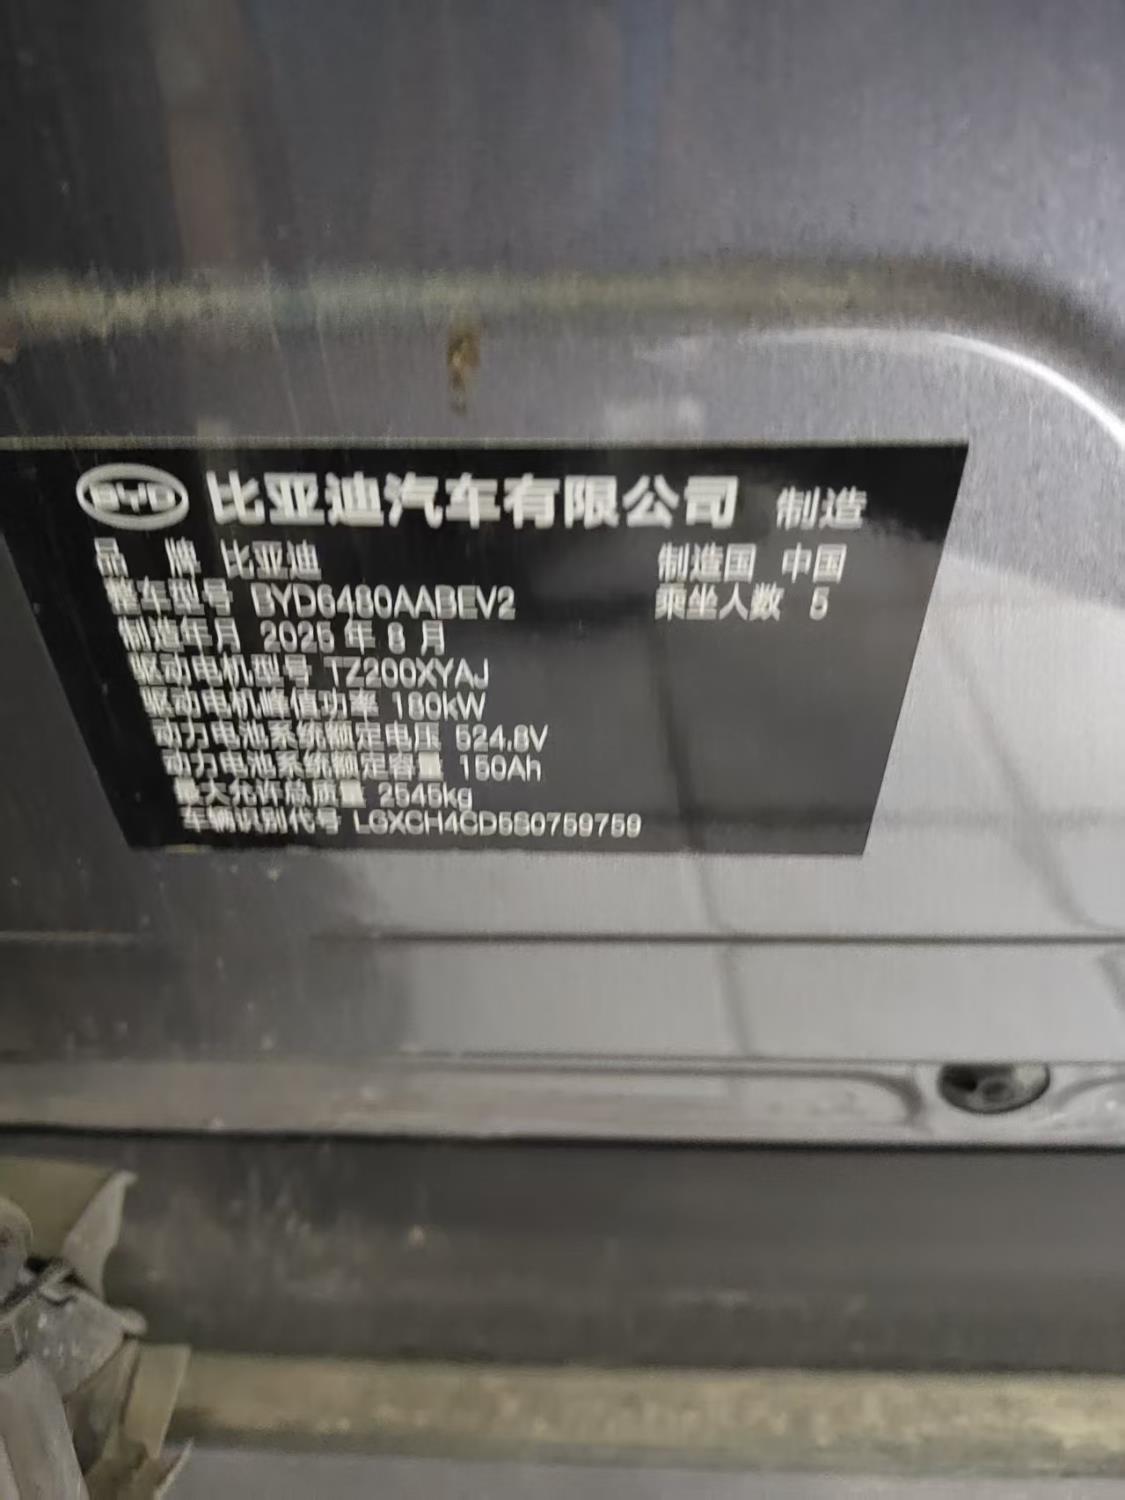 BYD 比亚迪汽车有限公司 制造
品 牌 比亚迪 制造国 中国
整车型号 BYD6480AABEV2 乘坐人数 5
制造年月 2025 年 8 月
驱动电机型号 TZ200XYAJ
驱动电机峰值功率 180kW
动力电池系统额定电压 524.8V
动力电池系统额定容量 150Ah
最大允许总质量 2545kg
车辆识别代号 LGXCH4CD5S0759759